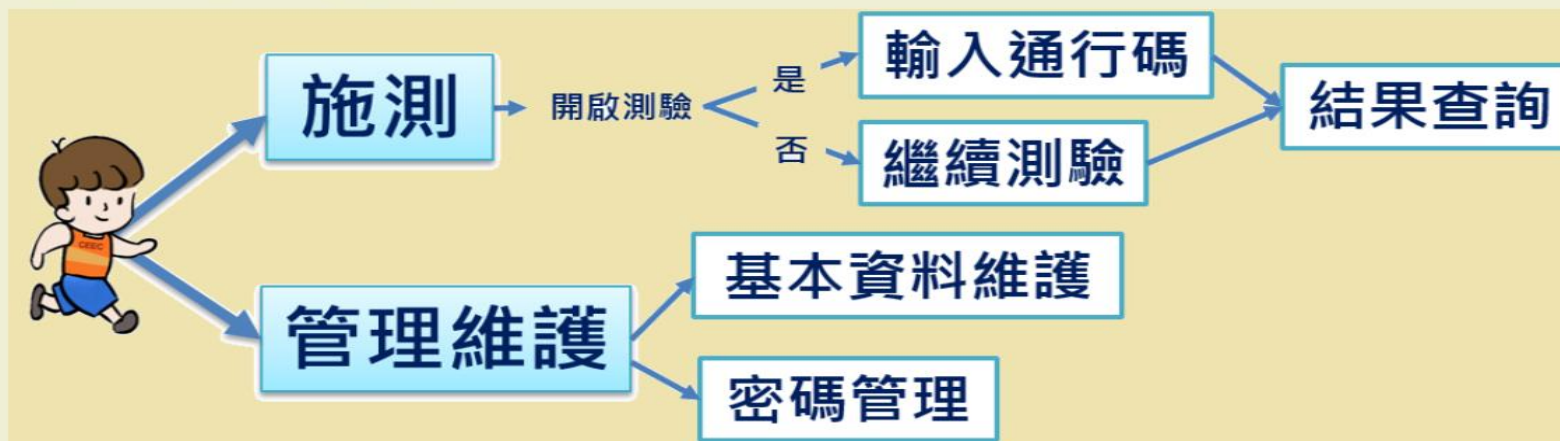 施測
開啟測驗
是
輸入通行碼
否
繼續測驗
結果查詢
CEEC
管理維護
基本資料維護
密碼管理